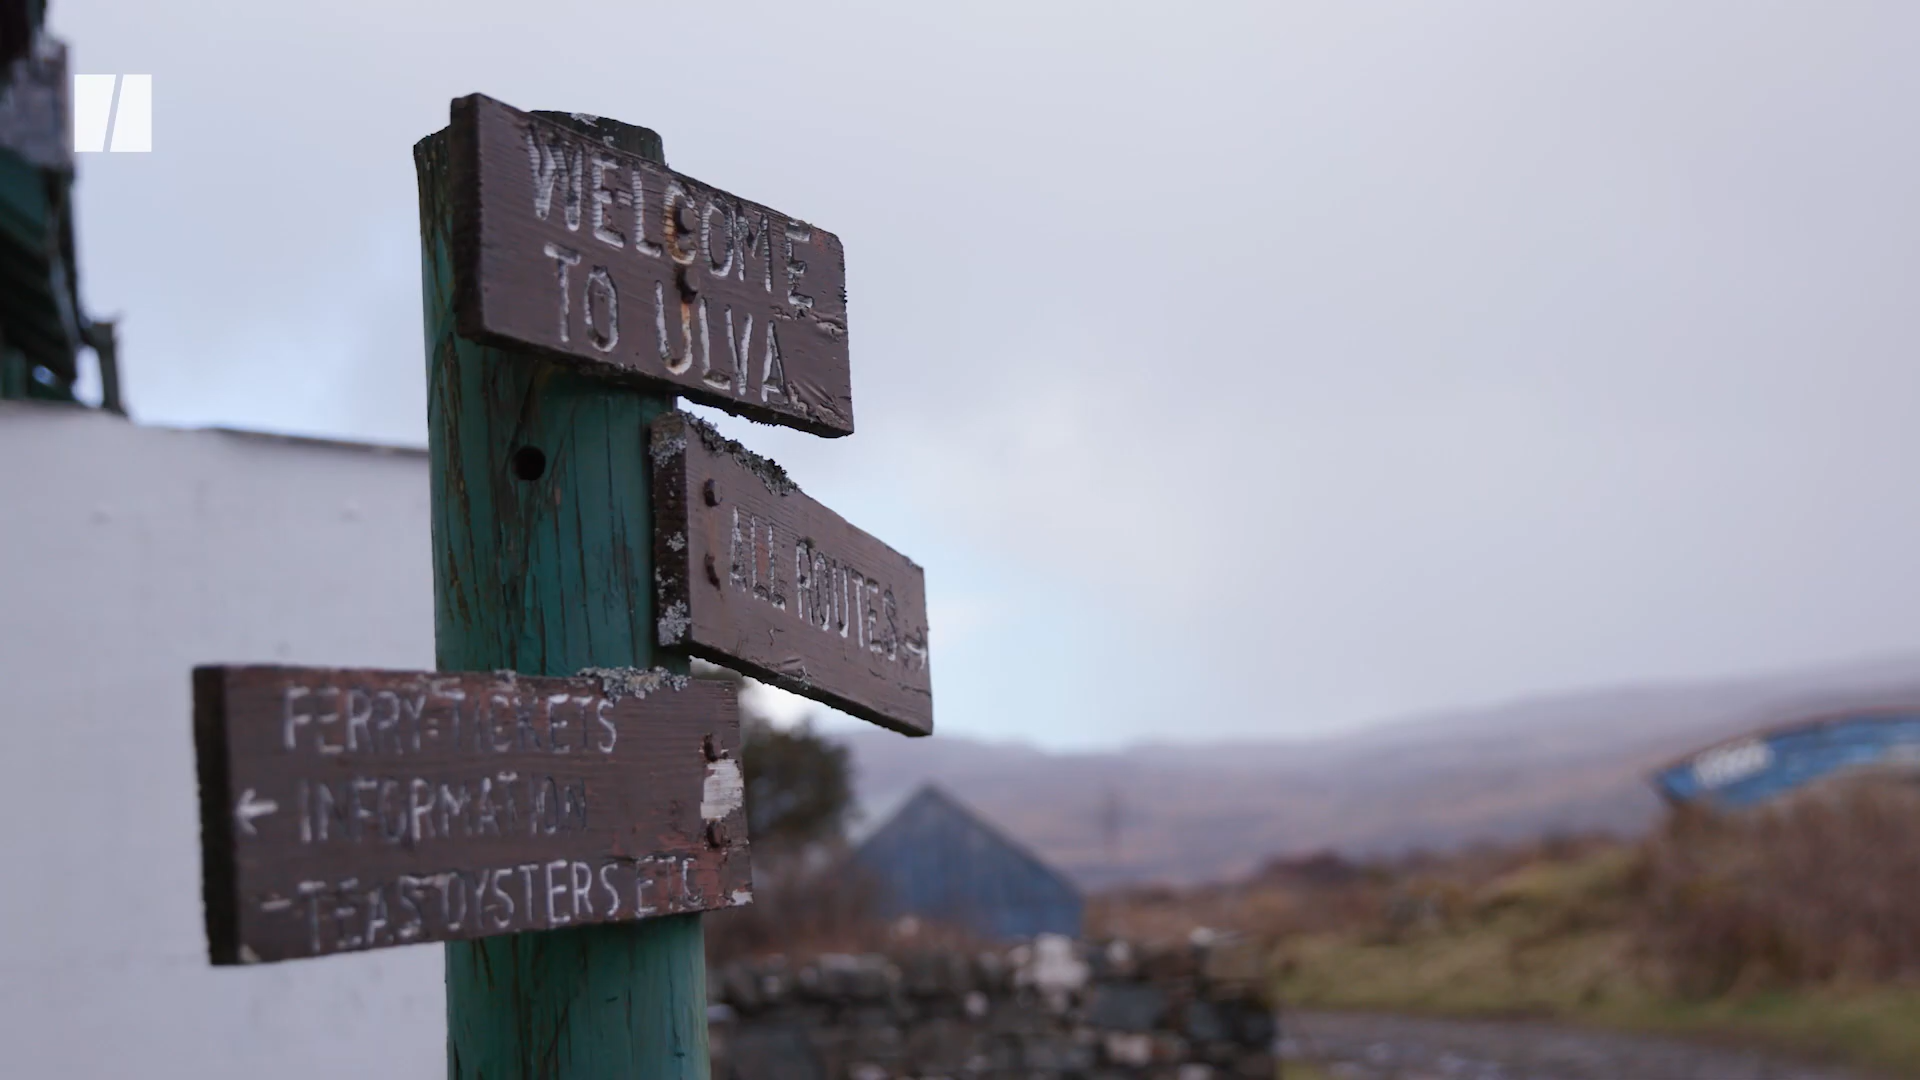 WELCOME
TO ULVA
ALL ROUTES →
FERRY-TICKETS
← INFORMATION
-TEAS OYSTERS ETC